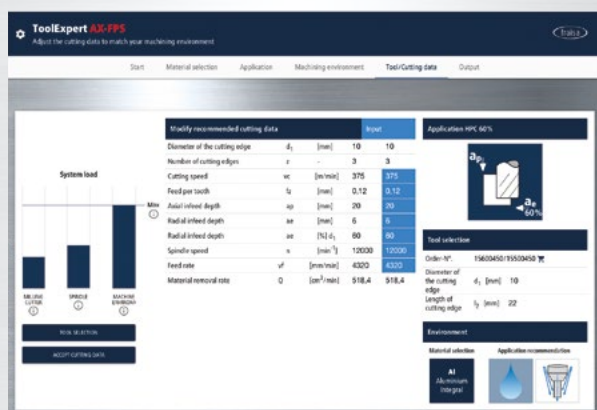 ToolExpert AX-FPS
Adjust the cutting data to match your machining environment
fraisa
Start Material selection Application Machining environment Tool/Cutting data Output
System load
Max
MILLING CUTTER
SPINDLE
MACHINE
TOOL SELECTION
ACCEPT CUTTING DATA
Modify recommended cutting data Input
Diameter of the cutting edge d1 [mm] 10 10
Number of cutting edges z - 3 3
Cutting speed vc [m/min] 375 375
Feed per tooth fz [mm] 0,12 0,12
Axial infeed depth ap [mm] 20 20
Radial infeed depth ae [mm] 6 6
Radial infeed depth ae [%] d1 60 60
Spindle speed n [min-1] 12000 12000
Feed rate vf [mm/min] 4320 4320
Material removal rate Q [cm3/min] 518,4 518,4
Application HPC 60%
ap
ae
60%
Tool selection
Order-N°. 15600450/15500450
Diameter of
the cutting
edge d1 [mm] 10
Length of
cutting edge [mm] 22
Environment
Material selection Application recommendation
Al
Aluminium
Integral